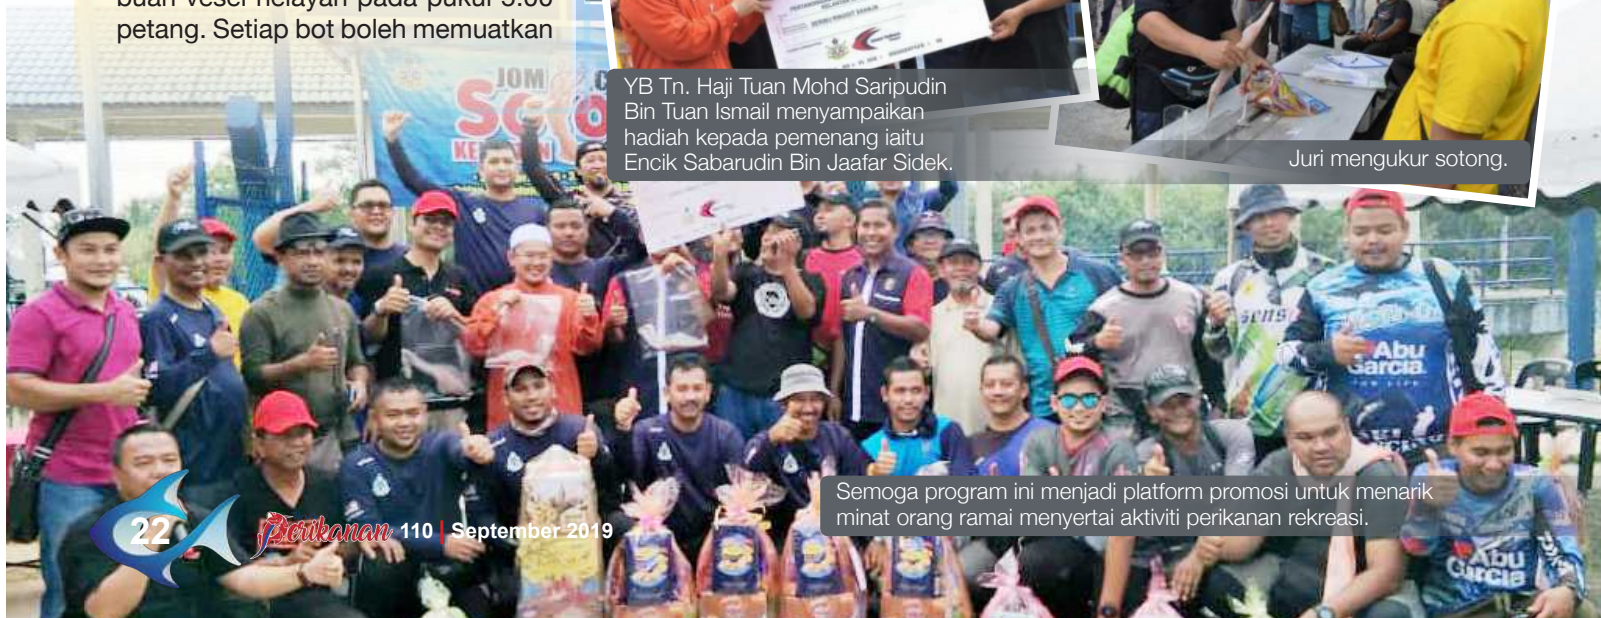 petang. Setiap bot boleh memuatkan
YB Tn. Haji Tuan Mohd Saripudin
Bin Tuan Ismail menyampaikan
hadiah kepada pemenang iaitu
Encik Sabarudin Bin Jaafar Sidek.
Juri mengukur sotong.
JOM
Abu
Garcia
Semoga program ini menjadi platform promosi untuk menarik
minat orang ramai menyertai aktiviti perikanan rekreasi.
22 Perikanan 110 | September 2019
Abu
Garcia